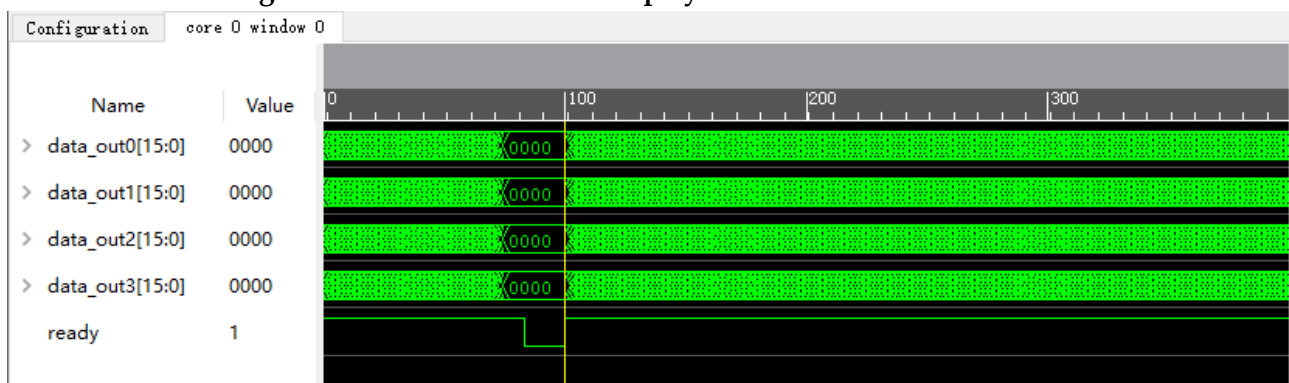 Configuration core 0 window 0
Name Value 0 100 200 300
> data_out0[15:0] 0000 0000
> data_out1[15:0] 0000 0000
> data_out2[15:0] 0000 0000
> data_out3[15:0] 0000 0000
ready 1